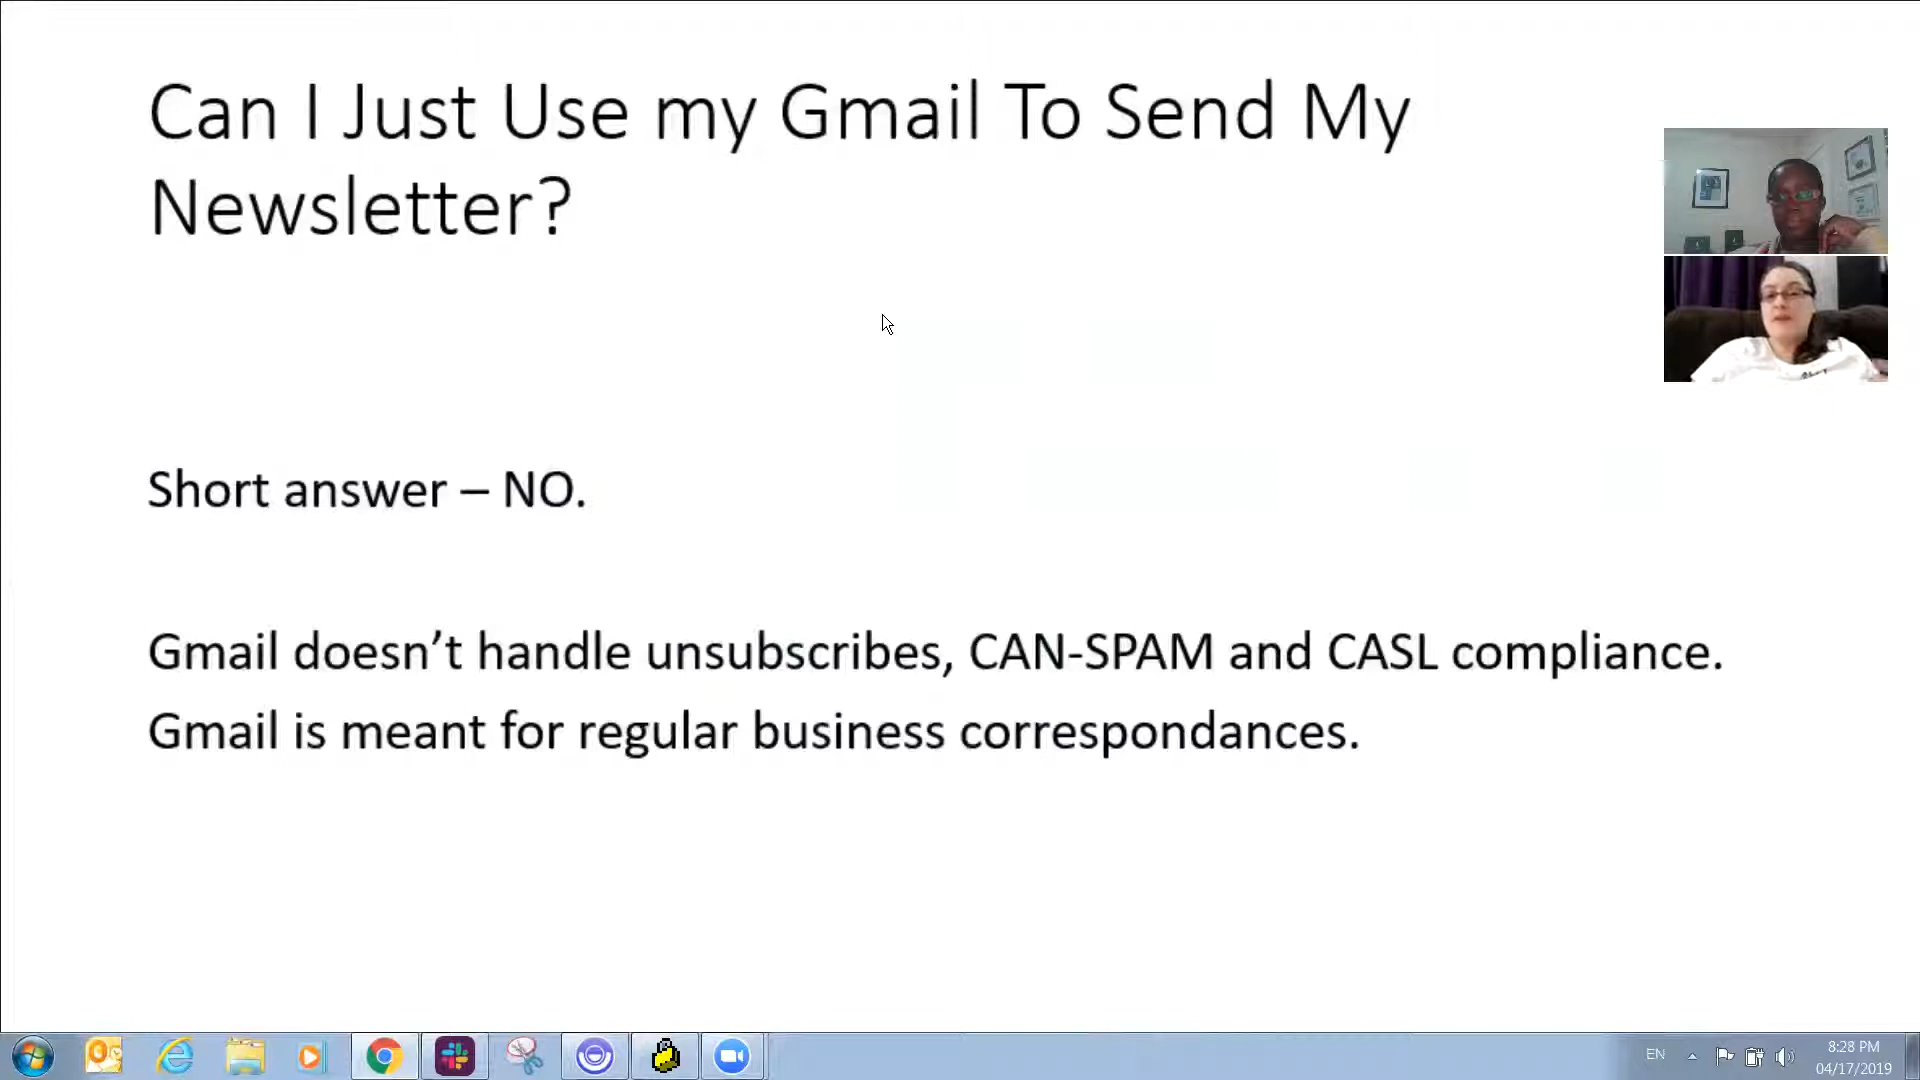 Can I Just Use my Gmail To Send My
Newsletter?
Short answer – NO.
Gmail doesn’t handle unsubscribes, CAN-SPAM and CASL compliance.
Gmail is meant for regular business correspondances.
EN
8:28 PM
04/17/2019